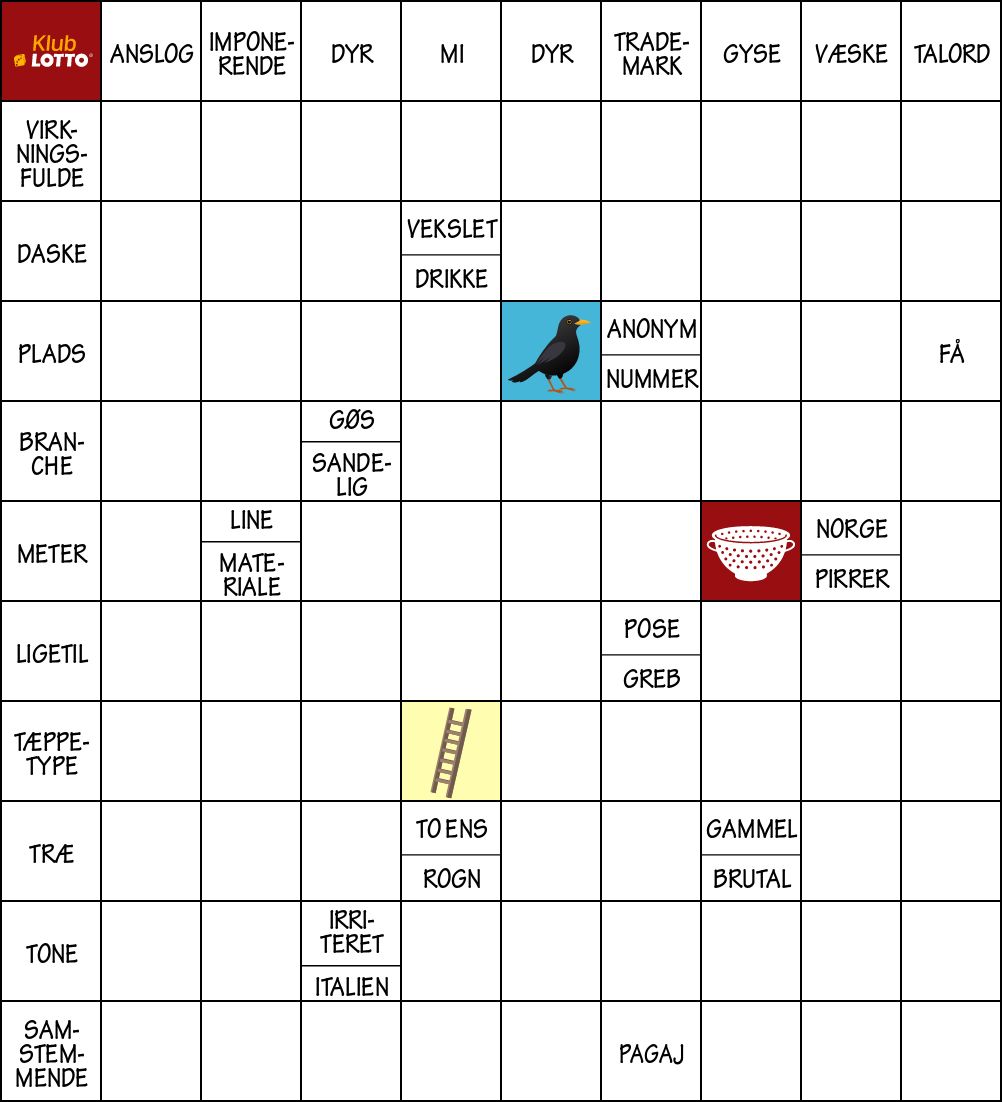 Klub
LOTTO
ANSLOG
IMPONE-
RENDE
DYR
MI
DYR
TRADE-
MARK
GYSE
VÆSKE
TALORD
VIRK-
NINGS-
FULDE
DASKE
VEKSLET
DRIKKE
PLADS
ANONYM
NUMMER
FÅ
BRAN-
CHE
GØS
SANDE-
LIG
METER
LINE
MATE-
RIALE
NORGE
PIRRER
LIGETIL
POSE
GREB
TÆPPE-
TYPE
TRÆ
TO ENS
ROGN
GAMMEL
BRUTAL
TONE
IRRI-
TERET
ITALIEN
SAM-
STEM-
MENDE
PAGAJ